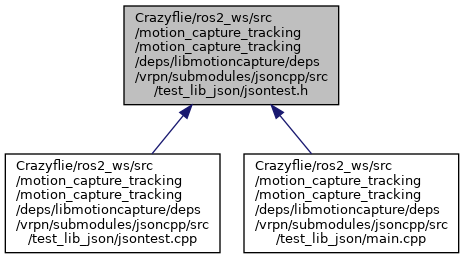 Crazyflie/ros2_ws/src
/motion_capture_tracking
/motion_capture_tracking
/deps/libmotioncapture/deps
/vrpn/submodules/jsoncpp/src
/test_lib_json/jsontest.h
Crazyflie/ros2_ws/src
/motion_capture_tracking
/motion_capture_tracking
/deps/libmotioncapture/deps
/vrpn/submodules/jsoncpp/src
/test_lib_json/jsontest.cpp
Crazyflie/ros2_ws/src
/motion_capture_tracking
/motion_capture_tracking
/deps/libmotioncapture/deps
/vrpn/submodules/jsoncpp/src
/test_lib_json/main.cpp